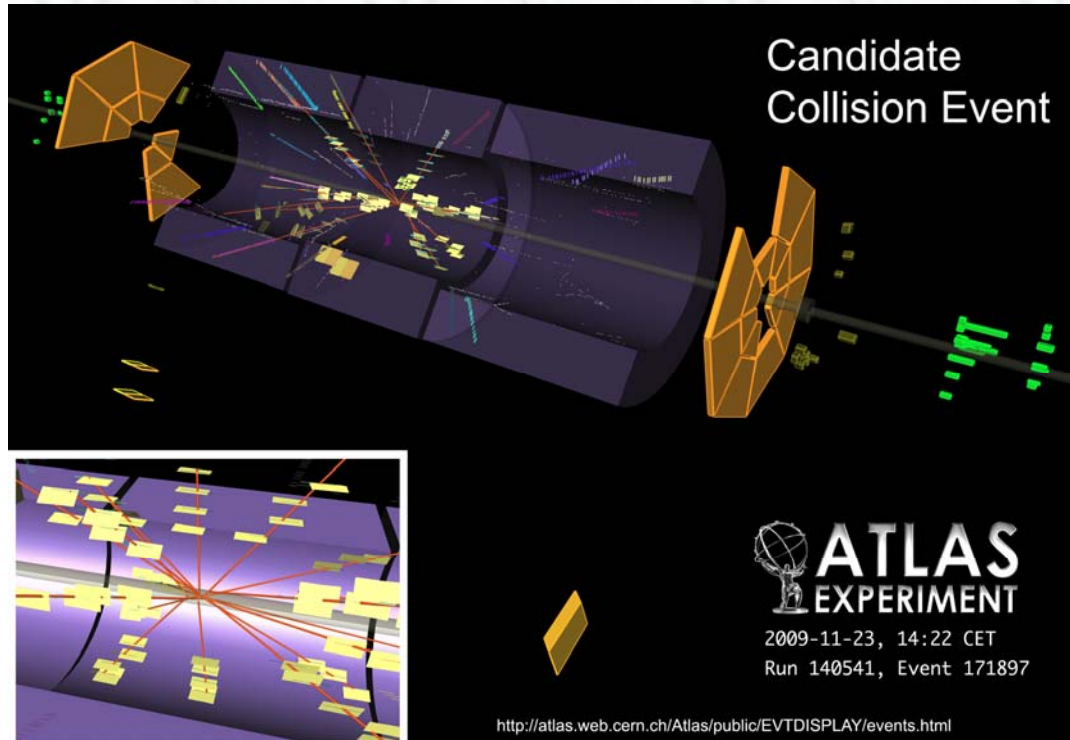 Candidate
Collision Event
ATLAS
EXPERIMENT
2009-11-23, 14:22 CET
Run 140541, Event 171897
http://atlas.web.cern.ch/Atlas/public/EVTDISPLAY/events.html